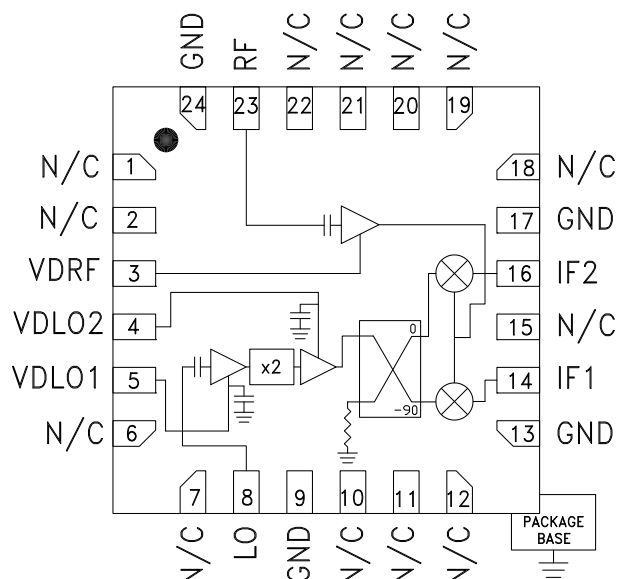 GND
RF
N/C
N/C
N/C
N/C
24
23
22
21
20
19
N/C
1
18
N/C
N/C
2
17
GND
VDRF
3
16
IF2
VDLO2
4
0
15
N/C
VDLO1
5
x2
14
IF1
-90
N/C
6
13
GND
7
8
9
10
11
12
N/C
LO
GND
N/C
N/C
N/C
PACKAGE
BASE